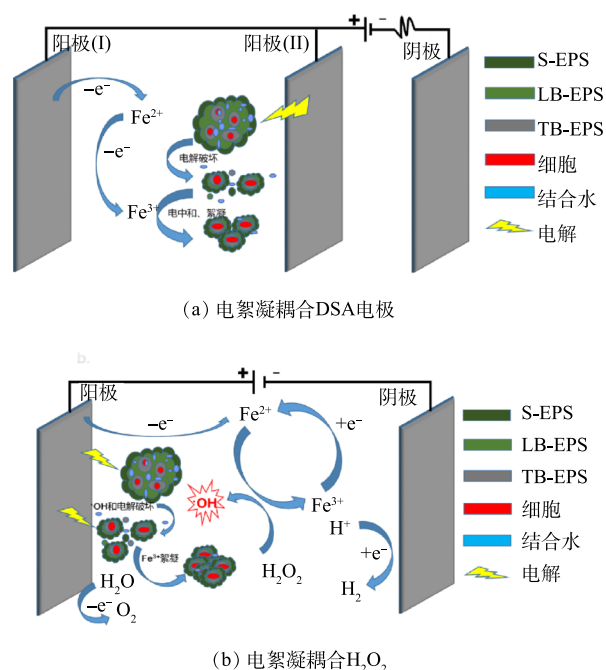 阳极(I)
阳极(II)
+ -
阴极
−e⁻
Fe²⁺
−e⁻
Fe³⁺
电解破坏
电中和、絮凝
S-EPS
LB-EPS
TB-EPS
细胞
结合水
电解
(a) 电絮凝耦合DSA电极
b.
+ −
阳极
阴极
−e⁻
Fe²⁺
+e⁻
Fe³⁺
·OH
·OH和电解破坏
Fe³⁺絮凝
H₂O
−e⁻
O₂
H₂O₂
H⁺
+e⁻
H₂
S-EPS
LB-EPS
TB-EPS
细胞
结合水
电解
(b) 电絮凝耦合H₂O₂